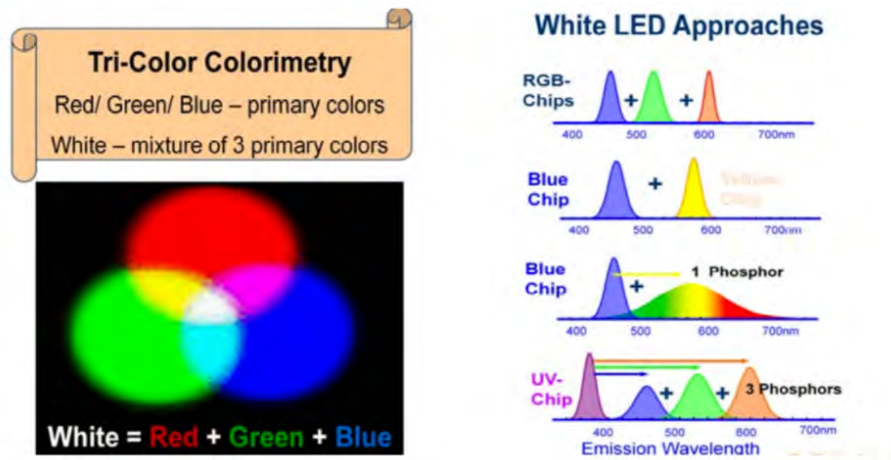 Tri-Color Colorimetry
Red/ Green/ Blue – primary colors
White – mixture of 3 primary colors
White = Red + Green + Blue
White LED Approaches
RGB-
Chips
+ +
400 500 600 700nm
Blue
Chip
+
Yellow
Chip
400 500 600 700nm
Blue
Chip
+
1 Phosphor
400 500 600 700nm
UV-
Chip
+ + 3 Phosphors
400 500 600 700nm
Emission Wavelength